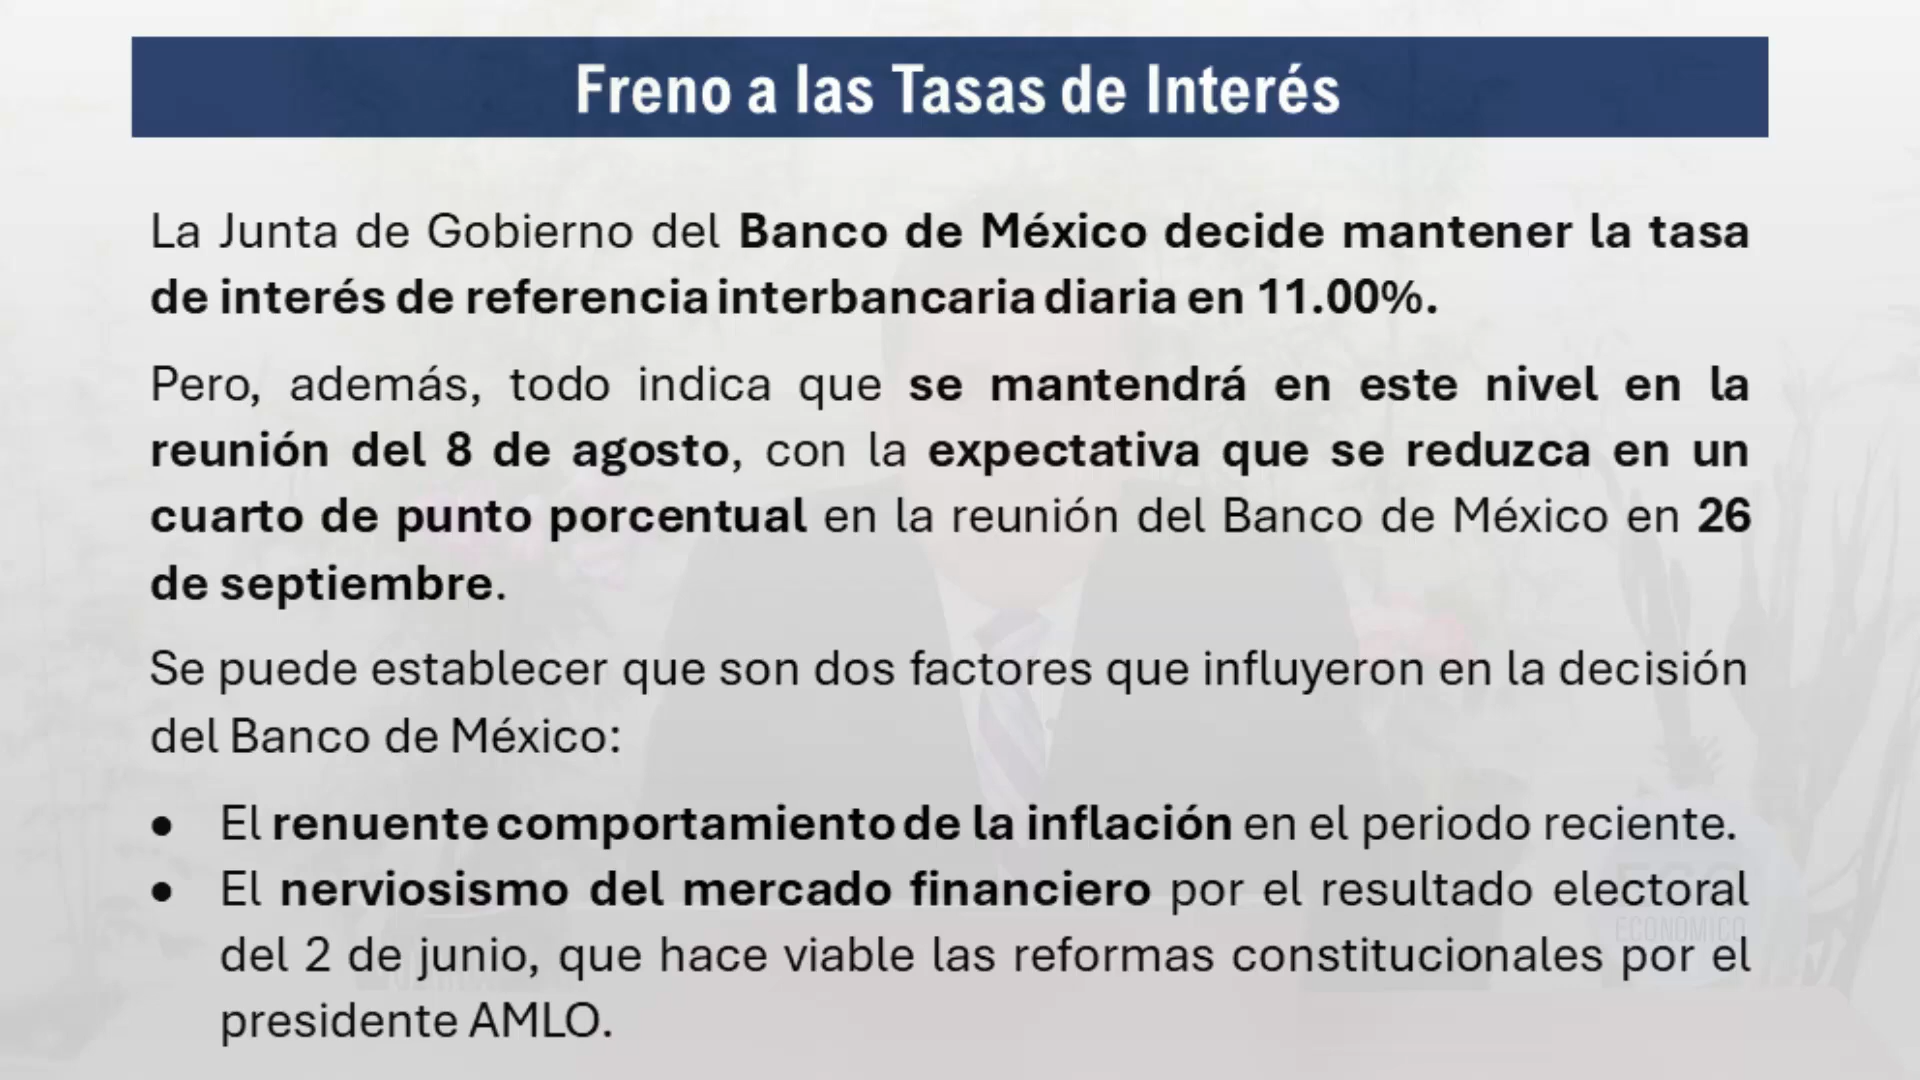 Freno a las Tasas de Interés
La Junta de Gobierno del Banco de México decide mantener la tasa
de interés de referencia interbancaria diaria en 11.00%.
Pero, además, todo indica que se mantendrá en este nivel en la
reunión del 8 de agosto, con la expectativa que se reduzca en un
cuarto de punto porcentual en la reunión del Banco de México en 26
de septiembre.
Se puede establecer que son dos factores que influyeron en la decisión
del Banco de México:
• El renuente comportamiento de la inflación en el periodo reciente.
• El nerviosismo del mercado financiero por el resultado electoral
del 2 de junio, que hace viable las reformas constitucionales por el
presidente AMLO.
ECONÓMICO